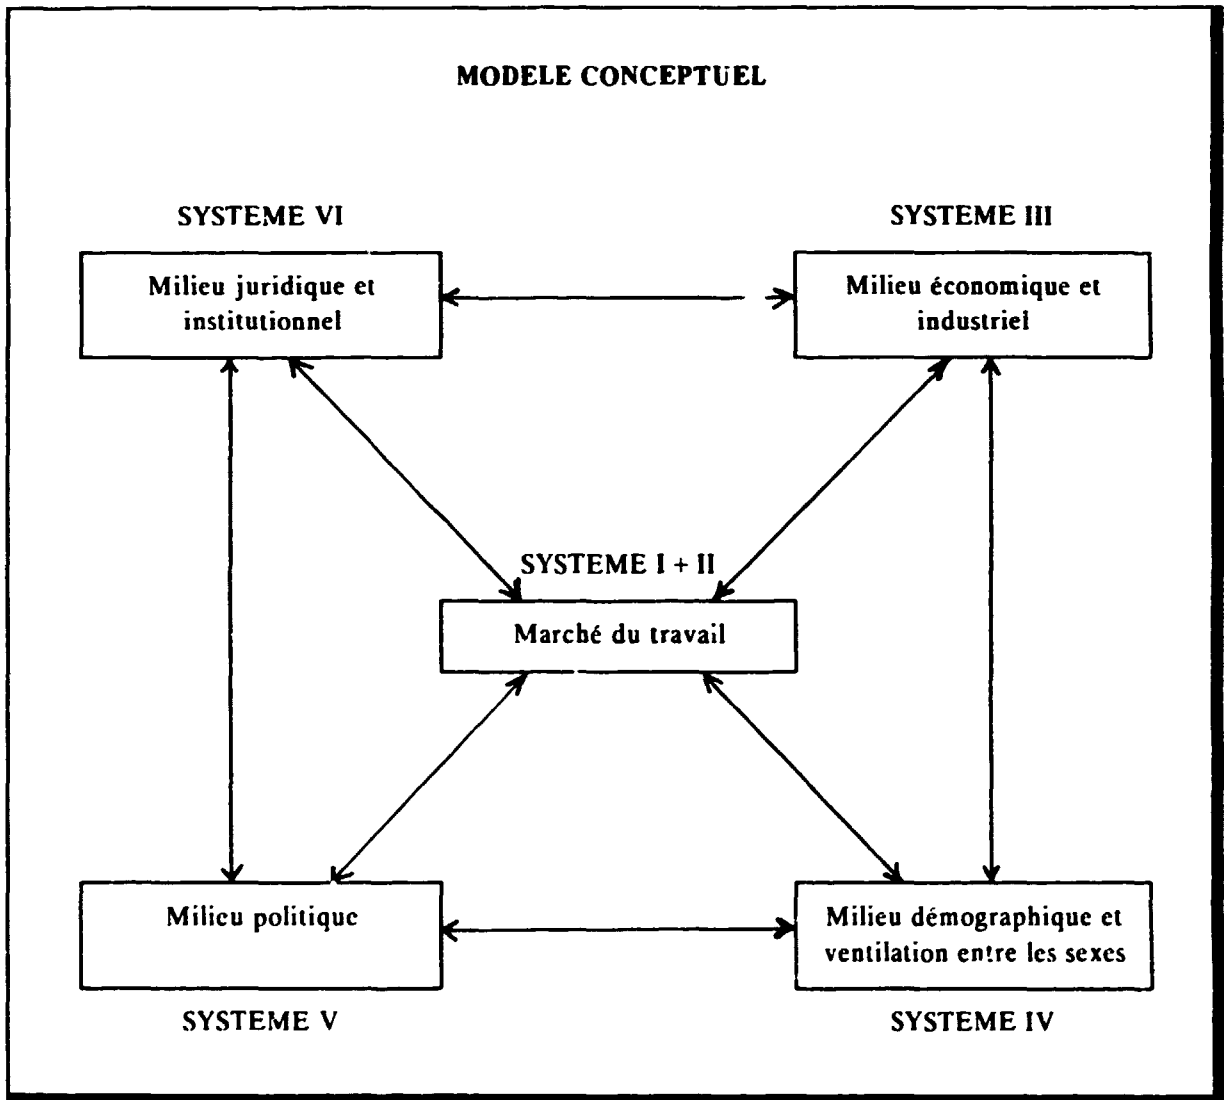 MODELE CONCEPTUEL
SYSTEME VI
Milieu juridique et
institutionnel
SYSTEME III
Milieu économique et
industriel
SYSTEME I + II
Marché du travail
Milieu politique
SYSTEME V
Milieu démographique et
ventilation entre les sexes
SYSTEME IV